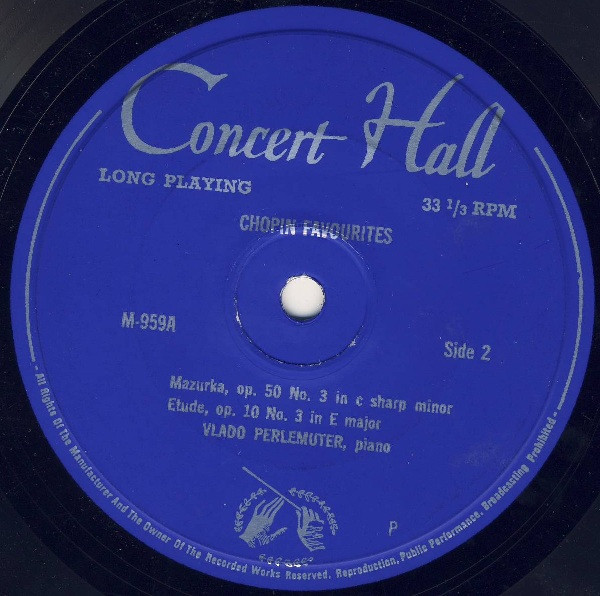 Concert Hall
LONG PLAYING
33 1/3 RPM
CHOPIN FAVOURITES
M-959A
Side 2
Mazurka, op. 50 No. 3 in c sharp minor
Etude, op. 10 No. 3 in E major
VLADO PERLEMUTER, piano
P
- All Rights Of The Manufacturer And The Owner Of The Recorded Works Reserved. Reproduction, Public Performance, Broadcasting Prohibited -